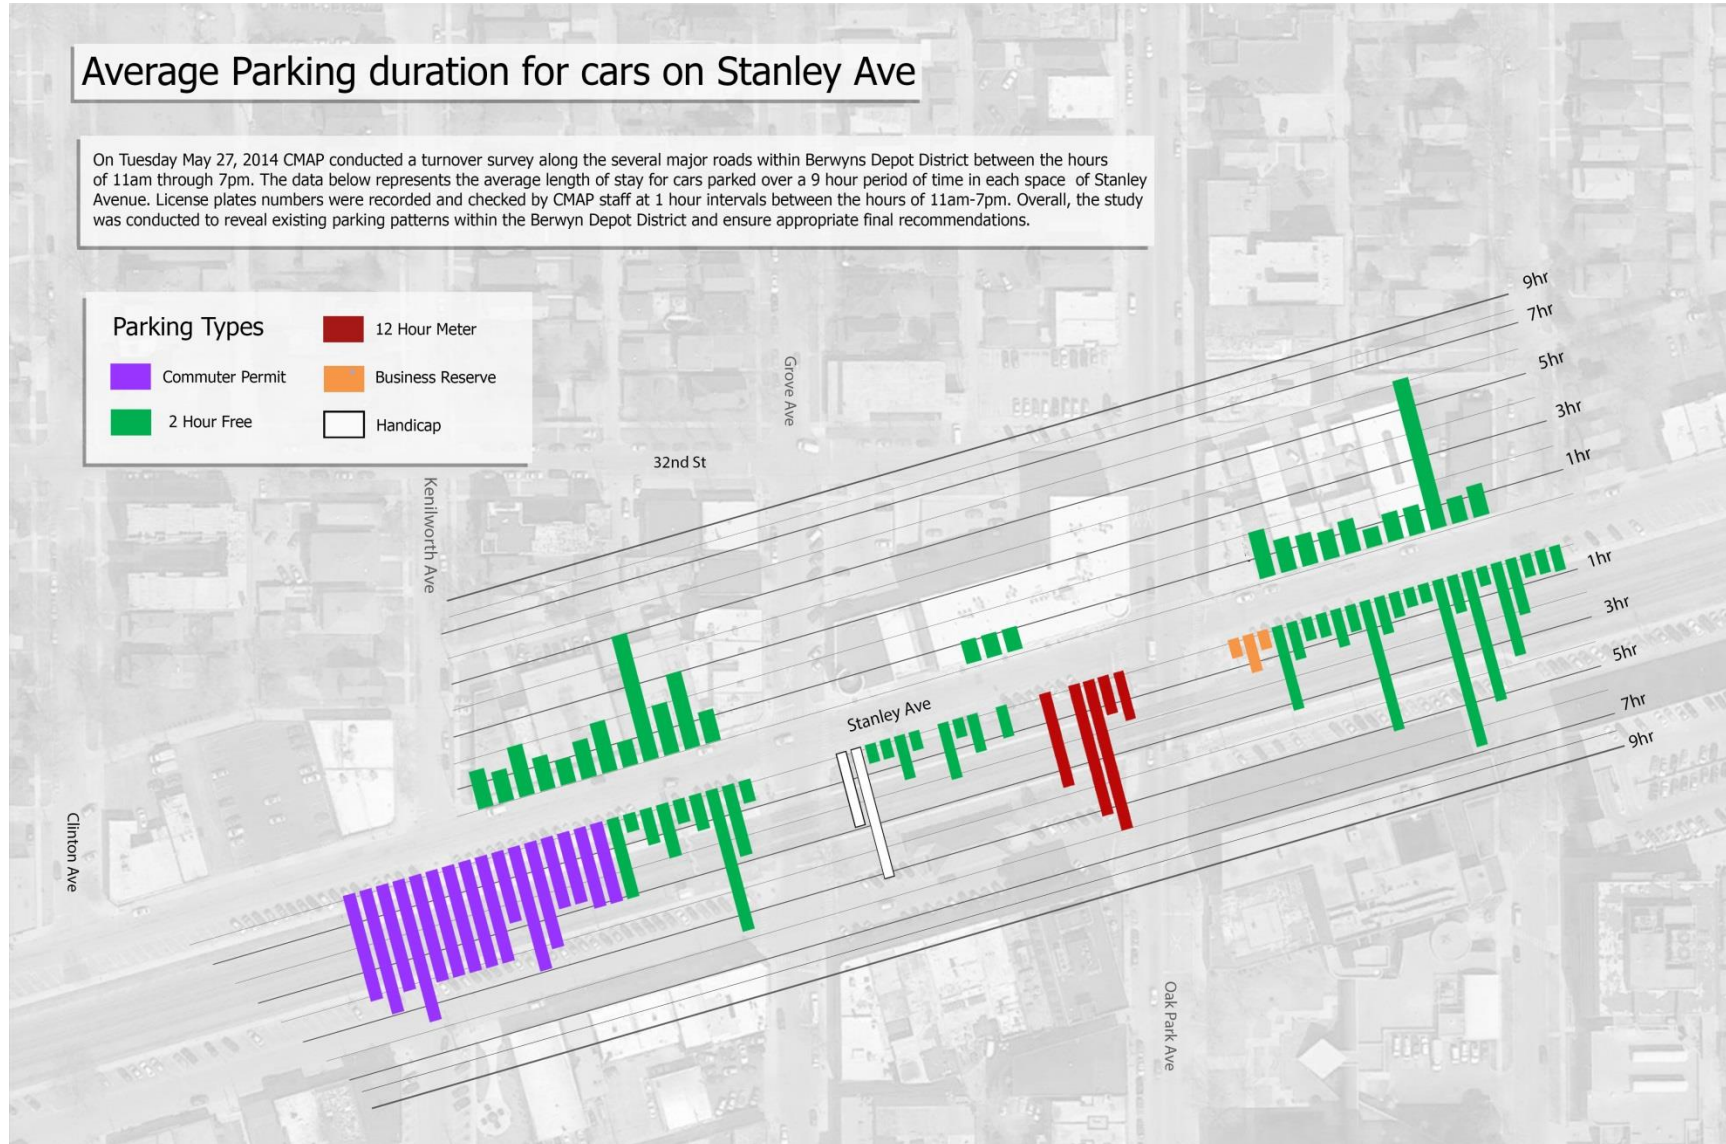 Average Parking duration for cars on Stanley Ave
On Tuesday May 27, 2014 CMAP conducted a turnover survey along the several major roads within Berwyns Depot District between the hours
of 11am through 7pm. The data below represents the average length of stay for cars parked over a 9 hour period of time in each space of Stanley
Avenue. License plates numbers were recorded and checked by CMAP staff at 1 hour intervals between the hours of 11am-7pm. Overall, the study
was conducted to reveal existing parking patterns within the Berwyn Depot District and ensure appropriate final recommendations.
Parking Types
12 Hour Meter
Commuter Permit
Business Reserve
2 Hour Free
Handicap
9hr
7hr
5hr
3hr
1hr
Grove Ave
32nd St
Kenilworth Ave
1hr
3hr
5hr
7hr
9hr
Stanley Ave
Clinton Ave
Oak Park Ave